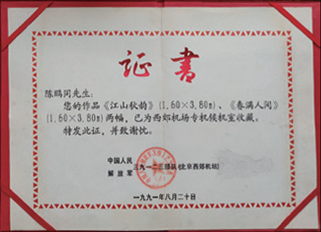 证书
陈鹏同先生：
您的作品《江山秋韵》(1.60×3.80m)、《春满人间》
(1.60×3.80m)两幅，已为西郊机场专机候机室收藏。
特发此证，并致谢忱。
中国人民
解放军
(北京西郊机场)
一九九一年八月二十日